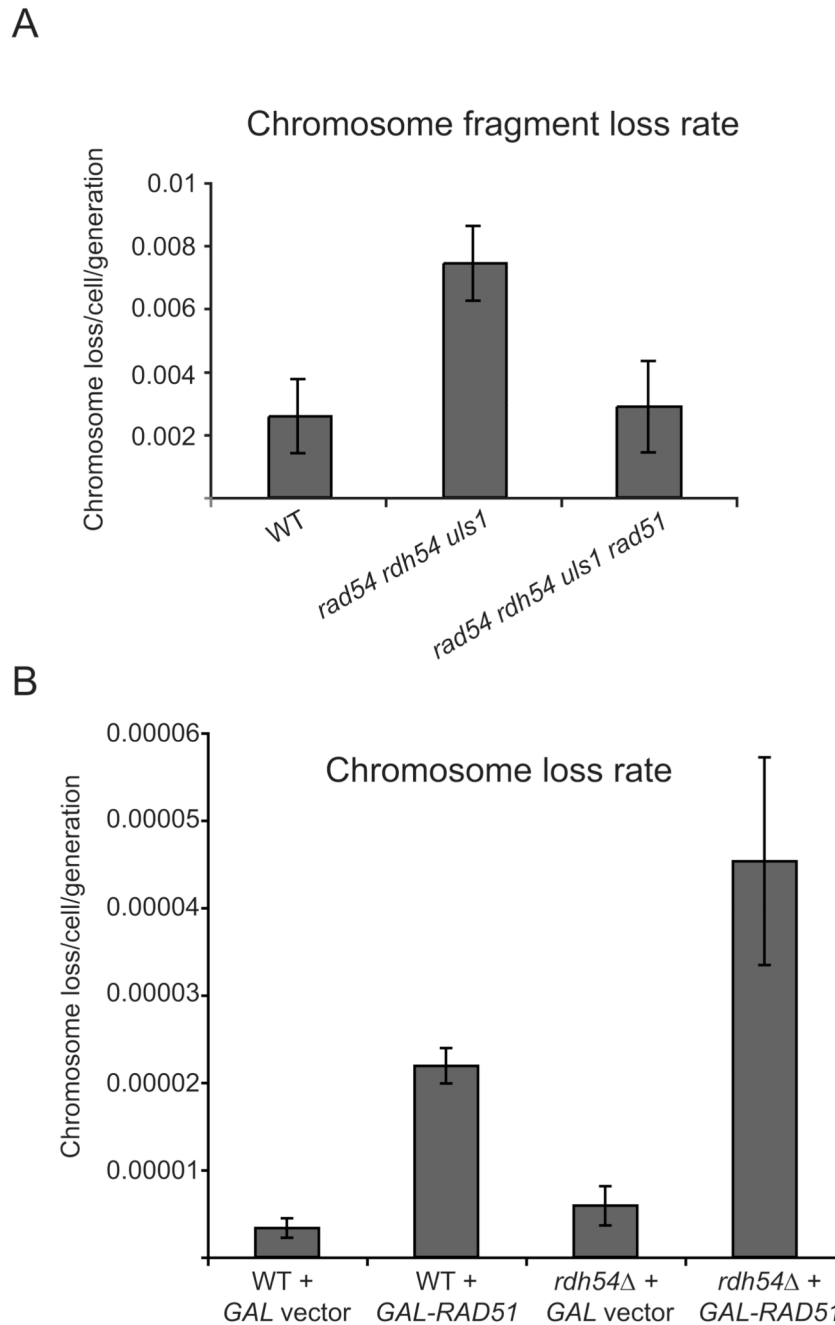 A
Chromosome fragment loss rate
Chromosome loss/cell/generation
0.01
0.008
0.006
0.004
0.002
WT
rad54 rdh54 uls1
rad54 rdh54 uls1 rad51
B
Chromosome loss rate
Chromosome loss/cell/generation
0.00006
0.00005
0.00004
0.00003
0.00002
0.00001
WT +
GAL vector
WT +
GAL-RAD51
rdh54Δ +
GAL vector
rdh54Δ +
GAL-RAD51